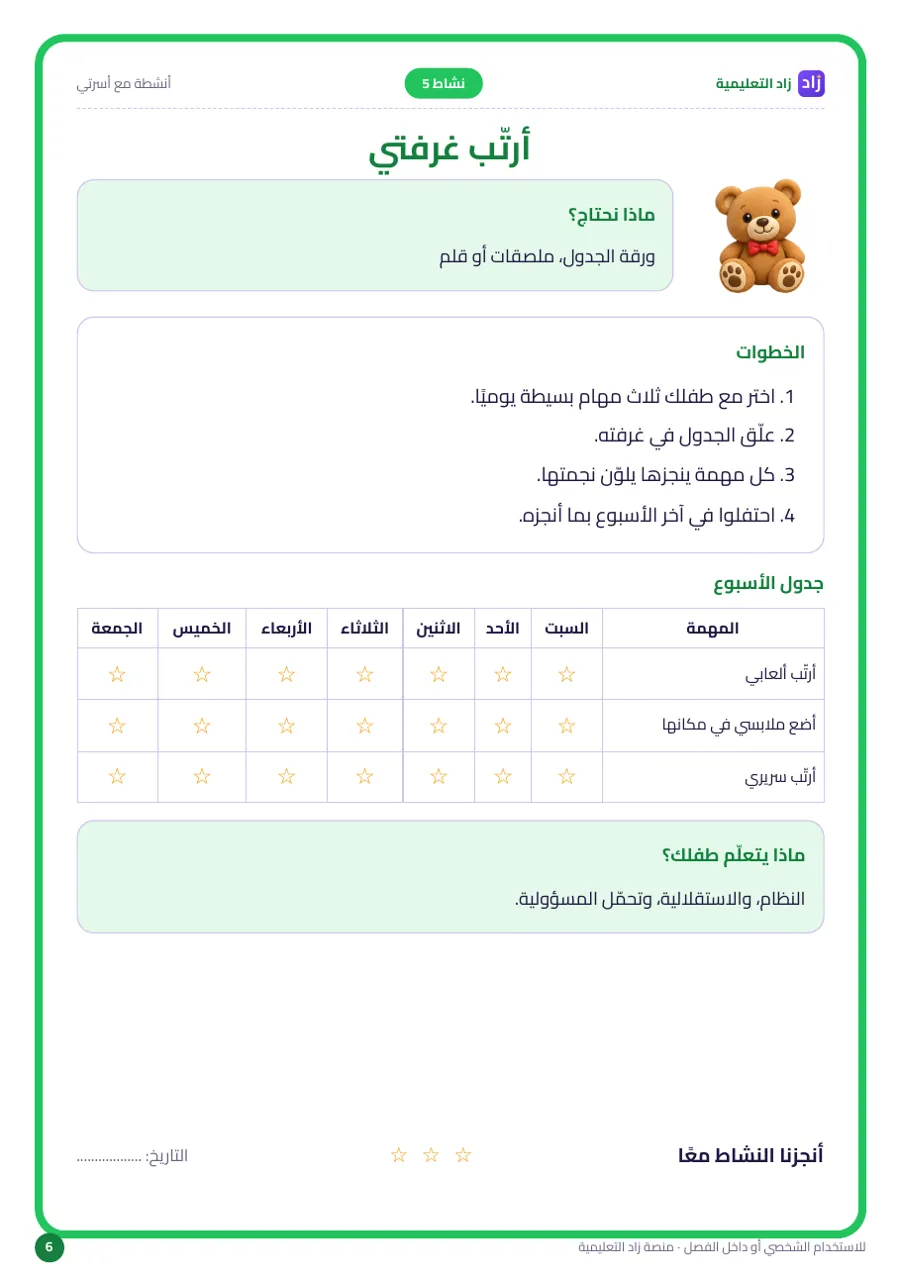 زاد زاد التعليمية
نشاط 5
أنشطة مع أسرتي
أرتّب غرفتي
ماذا نحتاج؟
ورقة الجدول، ملصقات أو قلم
الخطوات
1. اختر مع طفلك ثلاث مهام بسيطة يوميًا.
2. علّق الجدول في غرفته.
3. كل مهمة ينجزها يلوّن نجمتها.
4. احتفلوا في آخر الأسبوع بما أنجزه.
جدول الأسبوع
المهمة السبت الأحد الاثنين الثلاثاء الأربعاء الخميس الجمعة
أرتّب ألعابي ☆ ☆ ☆ ☆ ☆ ☆ ☆
أضع ملابسي في مكانها ☆ ☆ ☆ ☆ ☆ ☆ ☆
أرتّب سريري ☆ ☆ ☆ ☆ ☆ ☆ ☆
ماذا يتعلّم طفلك؟
النظام، والاستقلالية، وتحمّل المسؤولية.
أنجزنا النشاط معًا ☆ ☆ ☆ التاريخ: ..................
للاستخدام الشخصي أو داخل الفصل · منصة زاد التعليمية
6